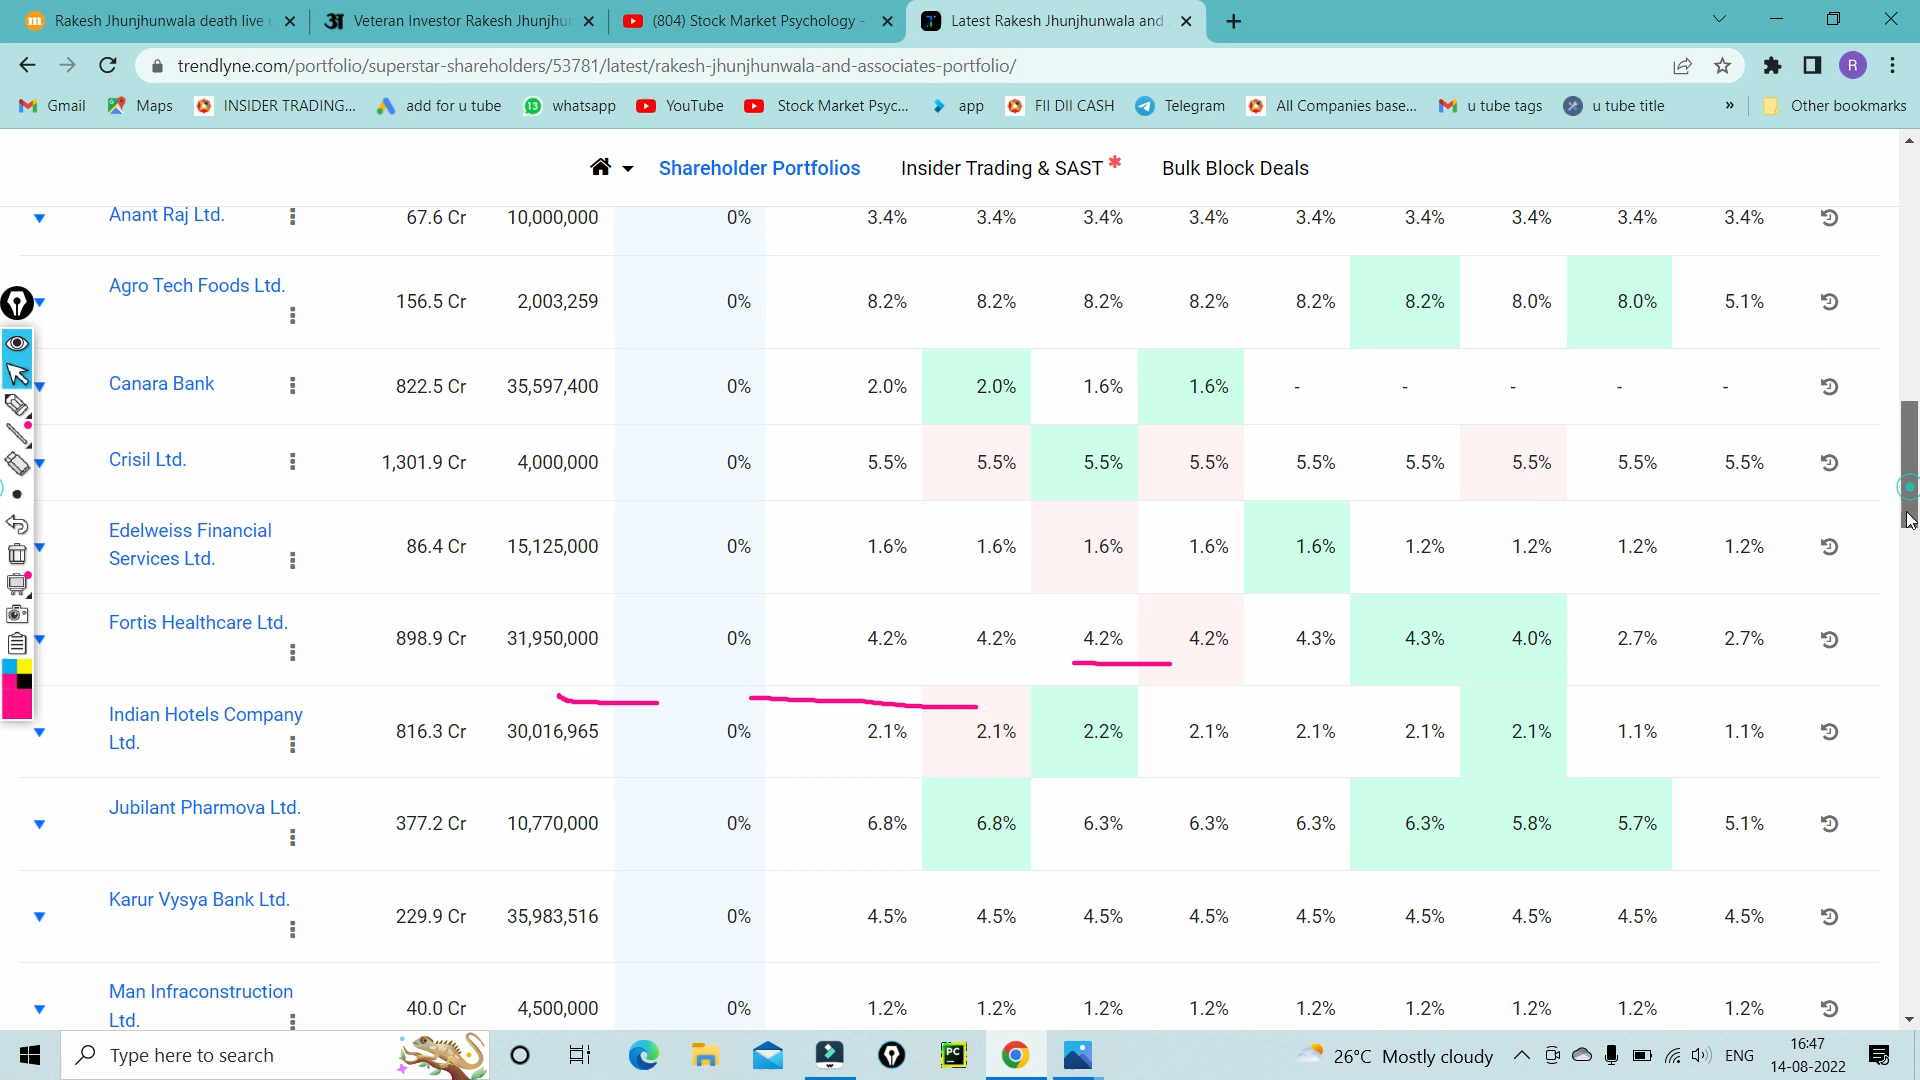 Rakesh Jhunjhunwala death live
Veteran Investor Rakesh Jhunjhu
(804) Stock Market Psychology -
Latest Rakesh Jhunjhunwala and
trendlyne.com/portfolio/superstar-shareholders/53781/latest/rakesh-jhunjhunwala-and-associates-portfolio/
R
Gmail Maps INSIDER TRADING... add for u tube 13 whatsapp YouTube Stock Market Psyc... app FII DII CASH Telegram All Companies base... u tube tags u tube title » Other bookmarks
Shareholder Portfolios Insider Trading & SAST * Bulk Block Deals
Anant Raj Ltd. 67.6 Cr 10,000,000 0% 3.4% 3.4% 3.4% 3.4% 3.4% 3.4% 3.4% 3.4% 3.4%
Agro Tech Foods Ltd. 156.5 Cr 2,003,259 0% 8.2% 8.2% 8.2% 8.2% 8.2% 8.2% 8.0% 8.0% 5.1%
Canara Bank 822.5 Cr 35,597,400 0% 2.0% 2.0% 1.6% 1.6% - - - - -
Crisil Ltd. 1,301.9 Cr 4,000,000 0% 5.5% 5.5% 5.5% 5.5% 5.5% 5.5% 5.5% 5.5% 5.5%
Edelweiss Financial
Services Ltd. 86.4 Cr 15,125,000 0% 1.6% 1.6% 1.6% 1.6% 1.6% 1.2% 1.2% 1.2% 1.2%
Fortis Healthcare Ltd. 898.9 Cr 31,950,000 0% 4.2% 4.2% 4.2% 4.2% 4.3% 4.3% 4.0% 2.7% 2.7%
Indian Hotels Company
Ltd. 816.3 Cr 30,016,965 0% 2.1% 2.1% 2.2% 2.1% 2.1% 2.1% 2.1% 1.1% 1.1%
Jubilant Pharmova Ltd. 377.2 Cr 10,770,000 0% 6.8% 6.8% 6.3% 6.3% 6.3% 6.3% 5.8% 5.7% 5.1%
Karur Vysya Bank Ltd. 229.9 Cr 35,983,516 0% 4.5% 4.5% 4.5% 4.5% 4.5% 4.5% 4.5% 4.5% 4.5%
Man Infraconstruction
Ltd. 40.0 Cr 4,500,000 0% 1.2% 1.2% 1.2% 1.2% 1.2% 1.2% 1.2% 1.2% 1.2%
Type here to search
PC
26°C Mostly cloudy
ENG
16:47
14-08-2022